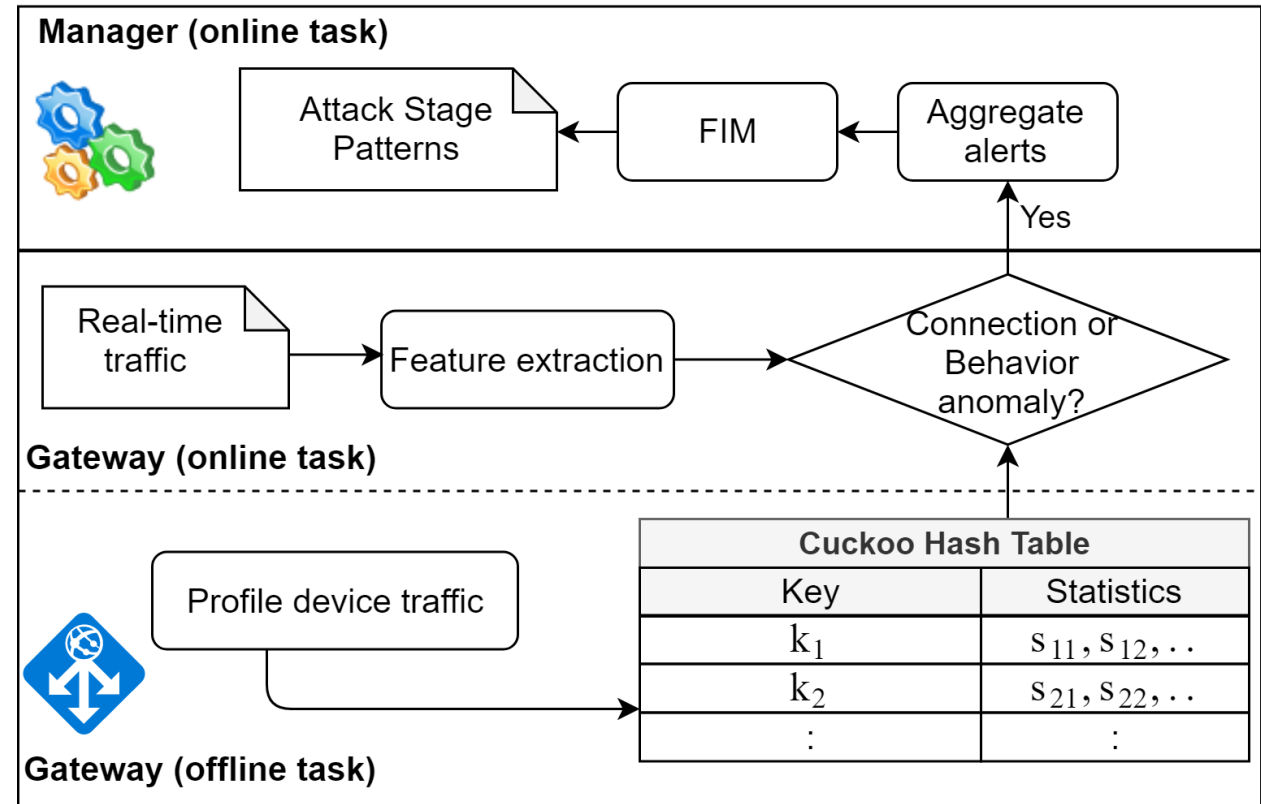 Manager (online task)
Attack Stage
Patterns
FIM
Aggregate
alerts
Yes
Real-time
traffic
Feature extraction
Connection or
Behavior
anomaly?
Gateway (online task)
Profile device traffic
Cuckoo Hash Table
Key Statistics
k₁ s₁₁, s₁₂, . .
k₂ s₂₁, s₂₂, . .
: :
Gateway (offline task)